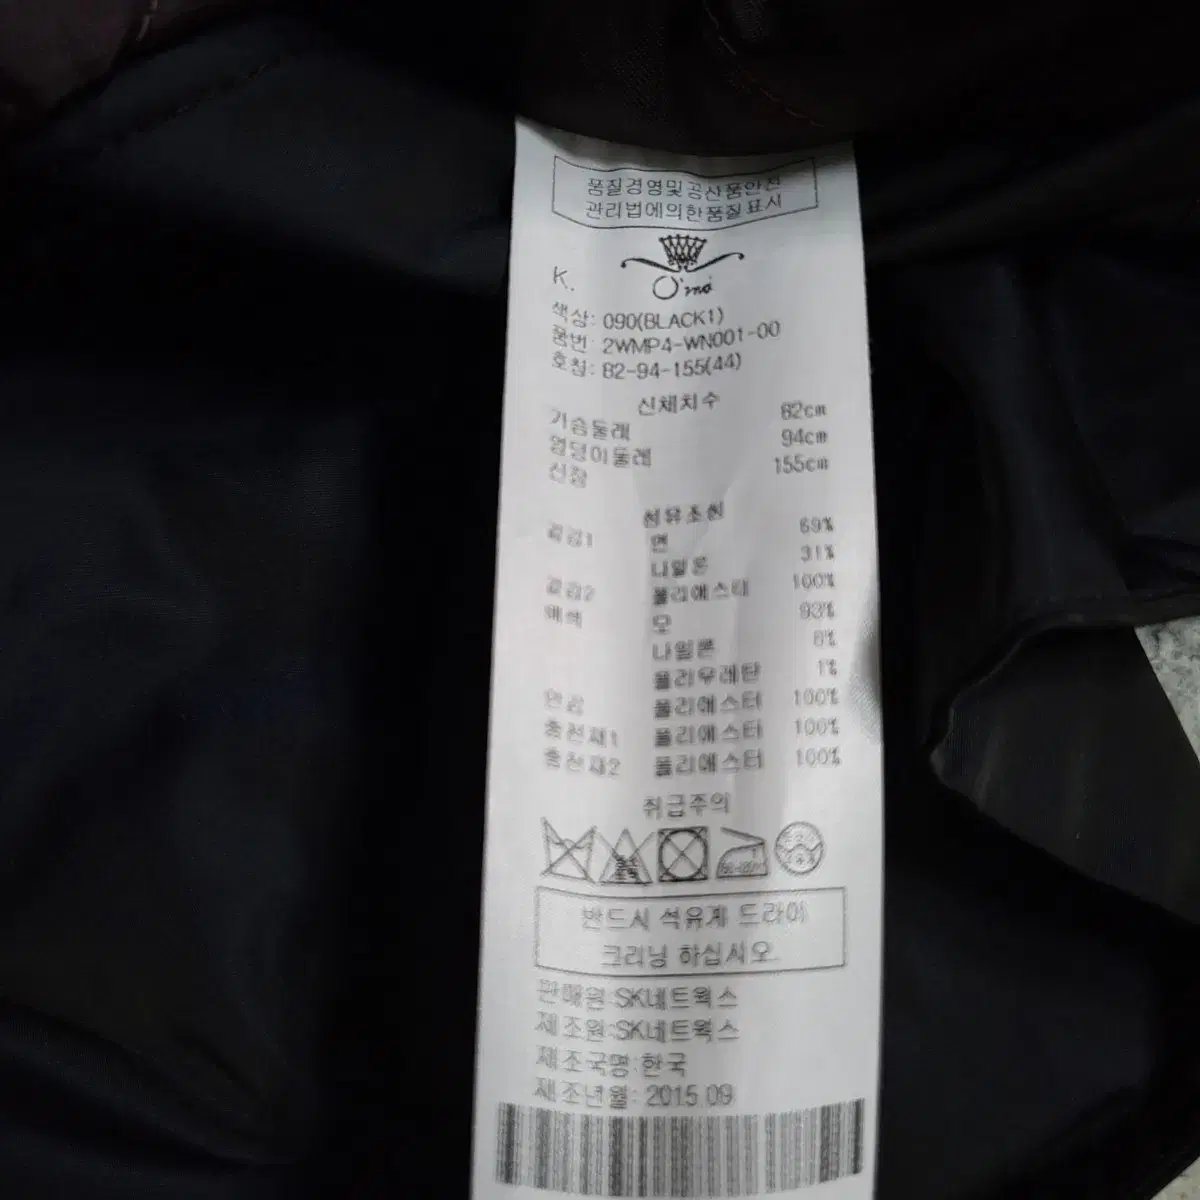 품질경영및공산품안전
관리법에의한품질표시
K.
O'2nd
색상: 090(BLACK1)
품번: 2WMP4-WN001-00
호칭: 82-94-155(44)
신체치수
가슴둘레 82cm
엉덩이둘레 94cm
신장 155cm
섬유조성
겉감1 면 69%
나일론 31%
겉감2 폴리에스터 100%
배색 모 93%
나일론 6%
폴리우레탄 1%
안감 폴리에스터 100%
충전재1 폴리에스터 100%
충전재2 폴리에스터 100%
취급주의
반드시 석유계 드라이
크리닝 하십시오.
판매원:SK네트웍스
제조원:SK네트웍스
제조국명:한국
제조년월: 2015.09